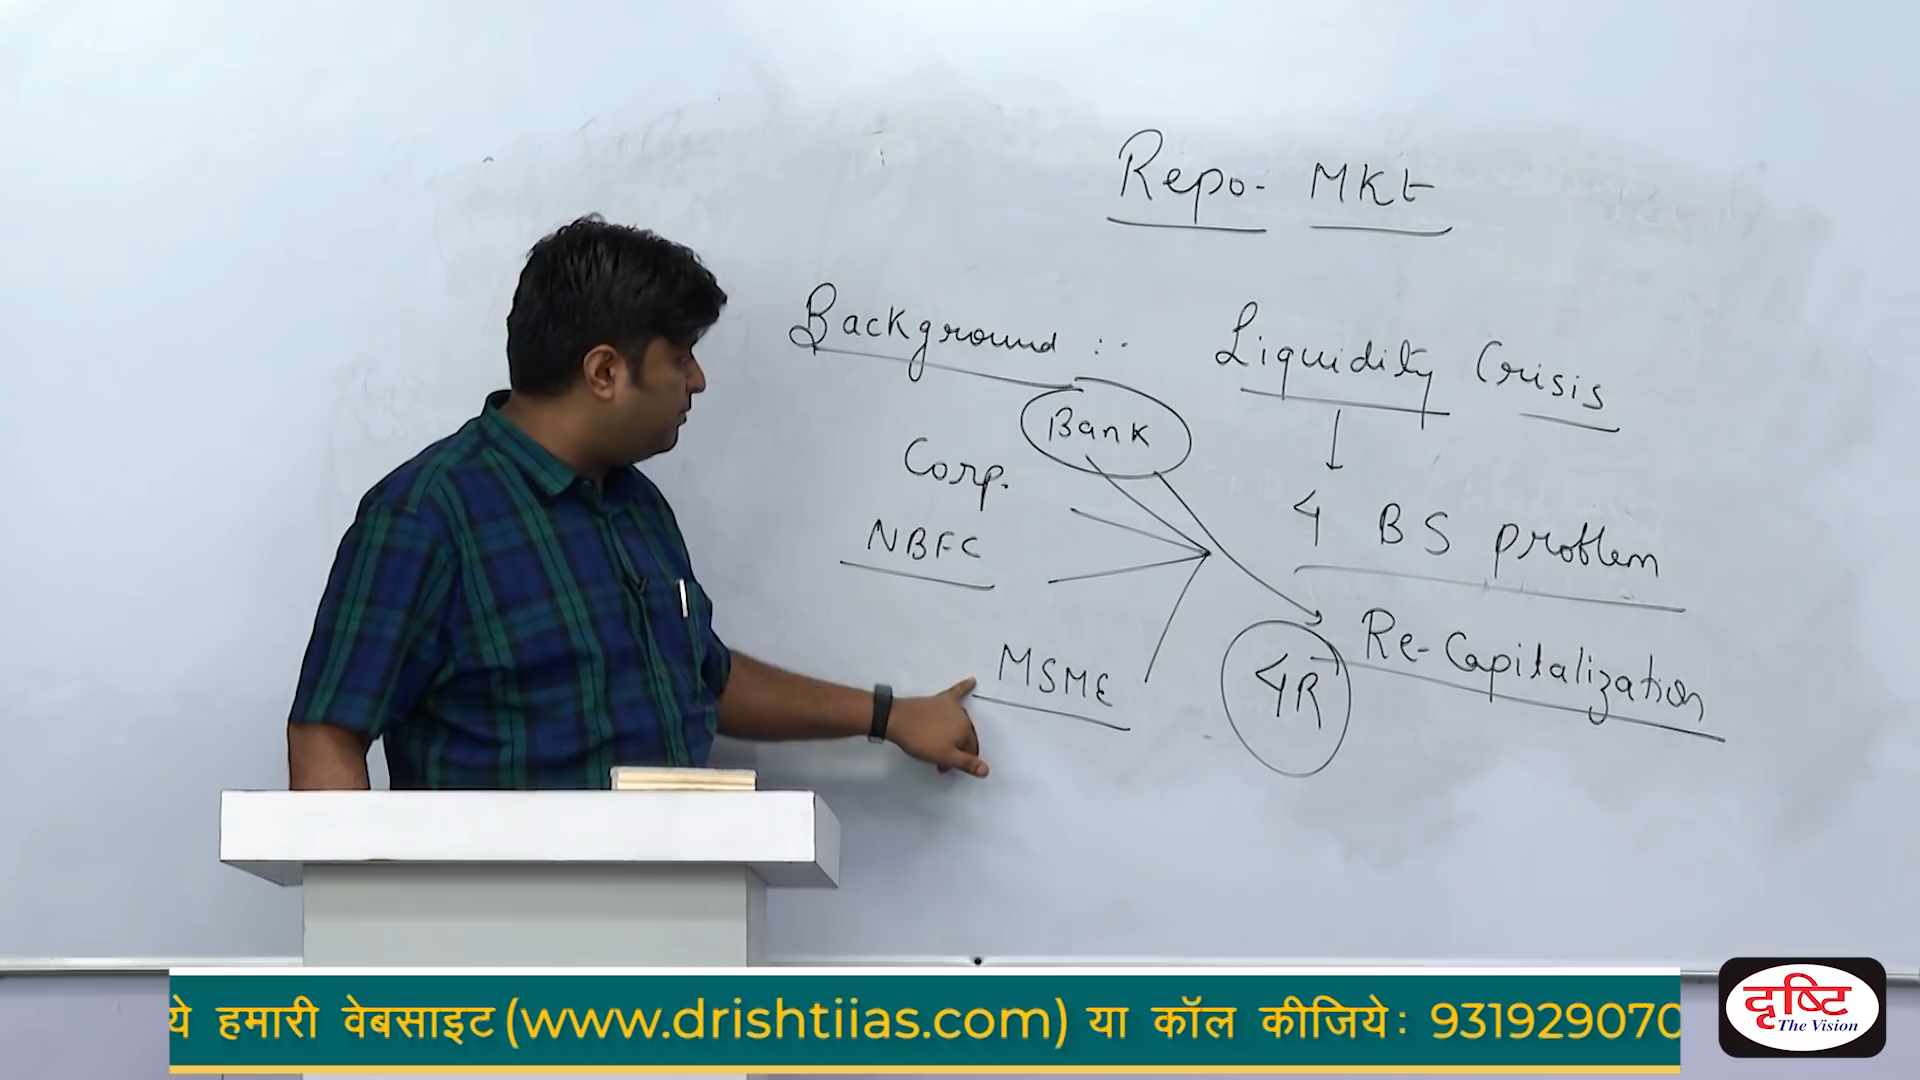 Repo- MKt
Background :- Liquidity Crisis
Bank
Corp.
NBFC
4 BS problem
MSME
4R
Re-Capitalization
ये हमारी वेबसाइट (www.drishtiias.com) या कॉल कीजिये: 931929070
दृष्टि
The Vision